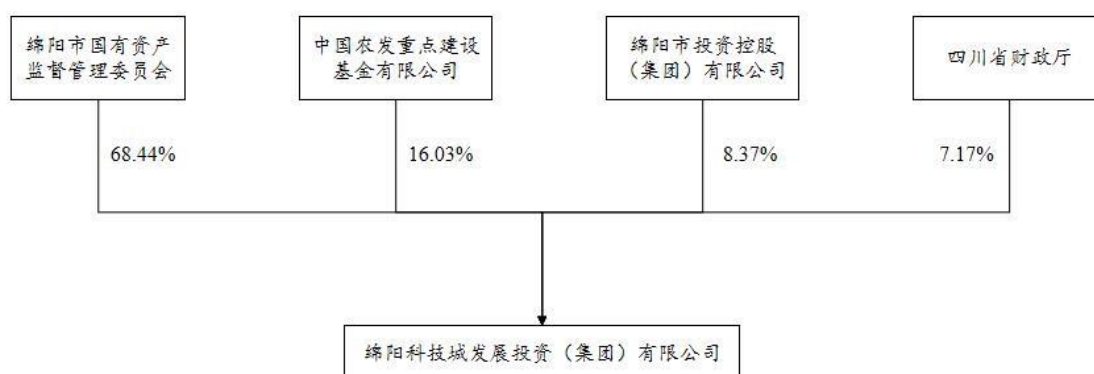 绵阳市国有资产
监督管理委员会
中国农发重点建设
基金有限公司
绵阳市投资控股
（集团）有限公司
四川省财政厅
68.44%
16.03%
8.37%
7.17%
绵阳科技城发展投资（集团）有限公司